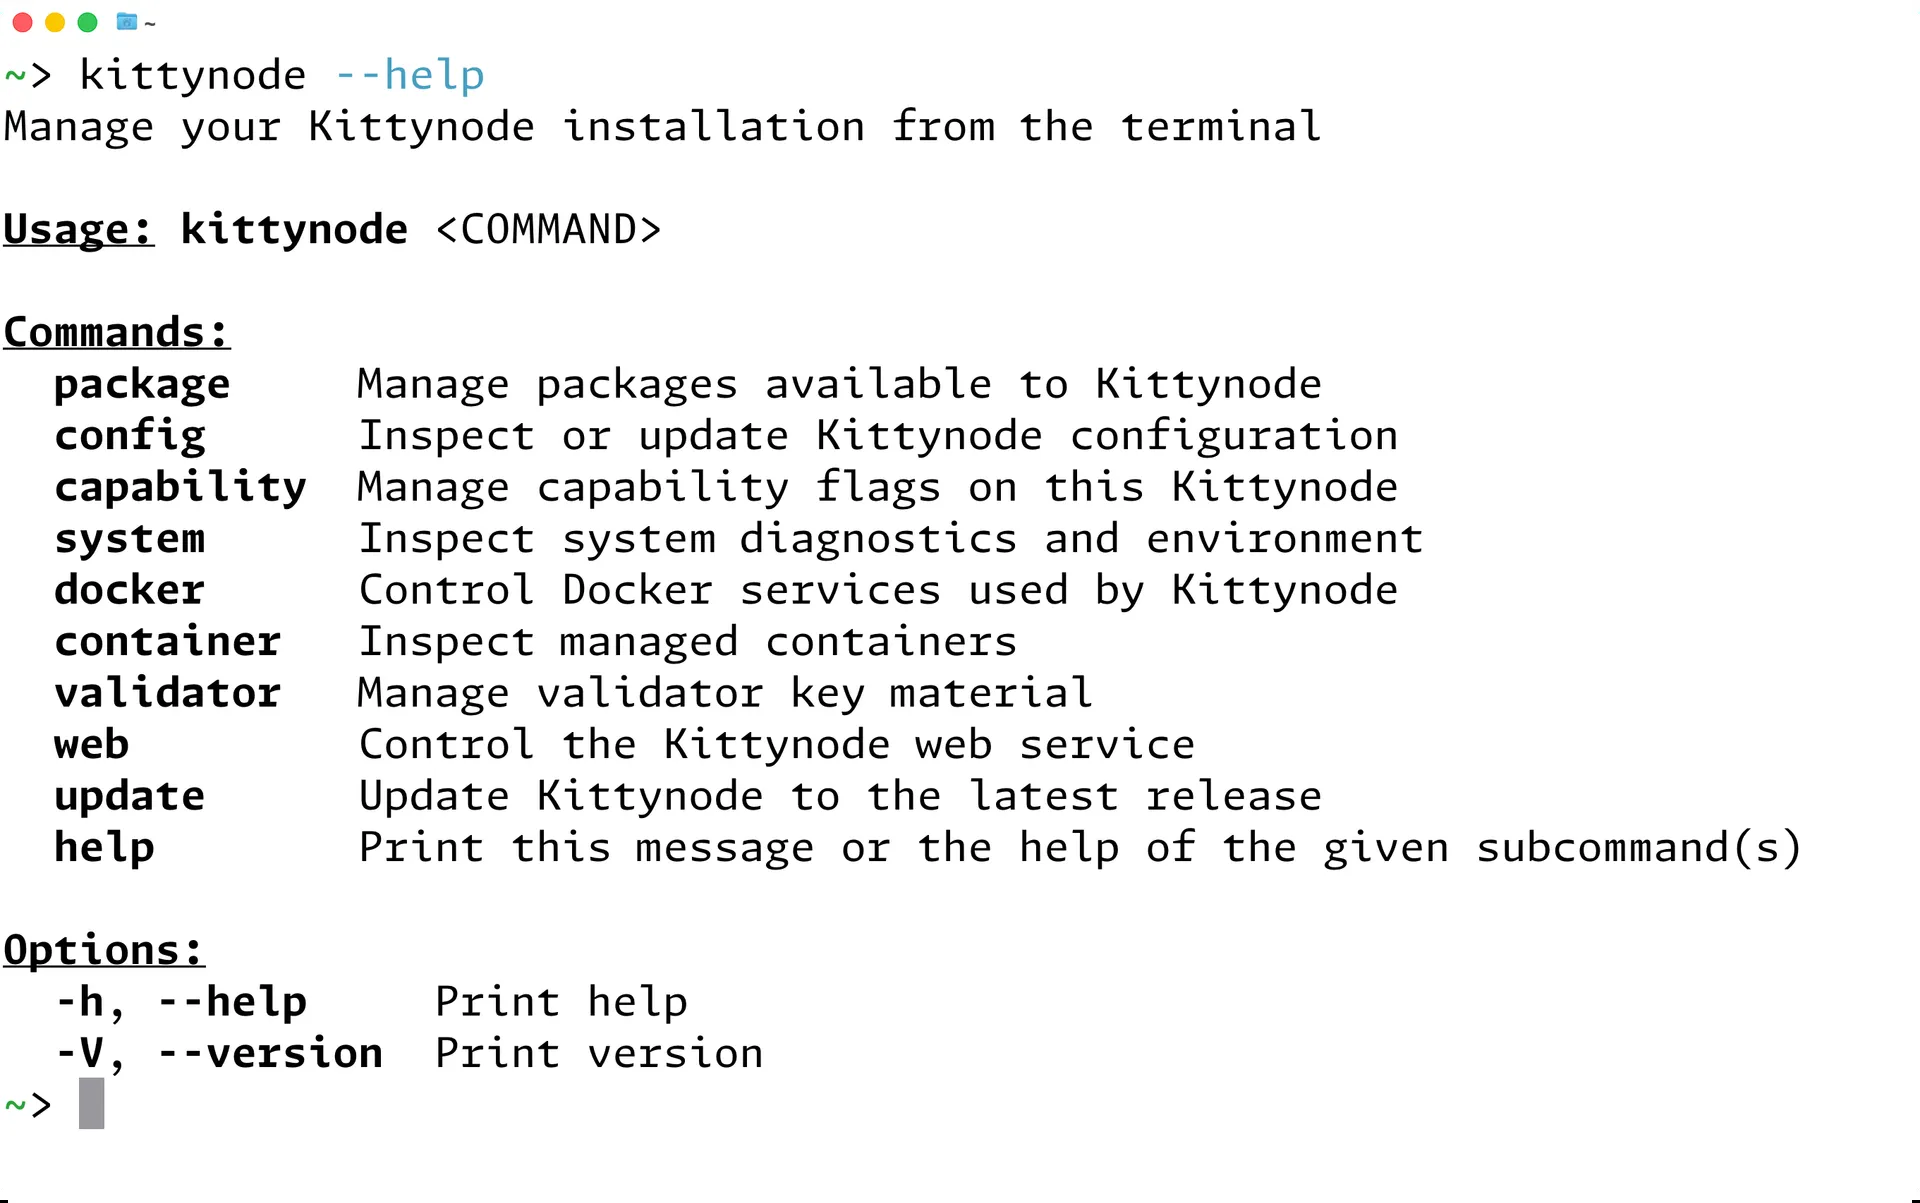 ~
~> kittynode --help
Manage your Kittynode installation from the terminal
Usage: kittynode <COMMAND>
Commands:
package Manage packages available to Kittynode
config Inspect or update Kittynode configuration
capability Manage capability flags on this Kittynode
system Inspect system diagnostics and environment
docker Control Docker services used by Kittynode
container Inspect managed containers
validator Manage validator key material
web Control the Kittynode web service
update Update Kittynode to the latest release
help Print this message or the help of the given subcommand(s)
Options:
-h, --help Print help
-V, --version Print version
~>